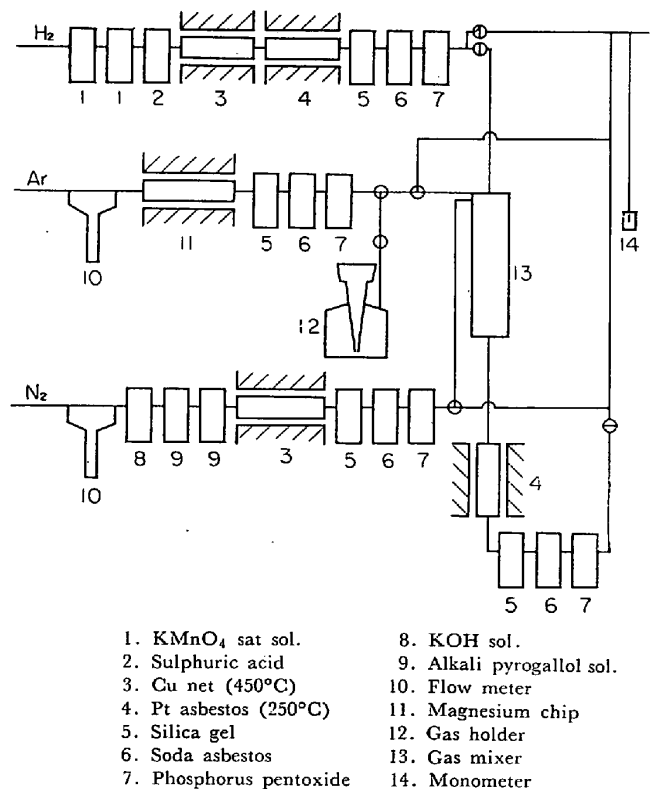 H₂
1 1 2 3 4 5 6 7
Ar
10 11 5 6 7 12 13 14
N₂
10 8 9 9 3 5 6 7 4
5 6 7
1. KMnO₄ sat sol.
2. Sulphuric acid
3. Cu net (450°C)
4. Pt asbestos (250°C)
5. Silica gel
6. Soda asbestos
7. Phosphorus pentoxide
8. KOH sol.
9. Alkali pyrogallol sol.
10. Flow meter
11. Magnesium chip
12. Gas holder
13. Gas mixer
14. Monometer